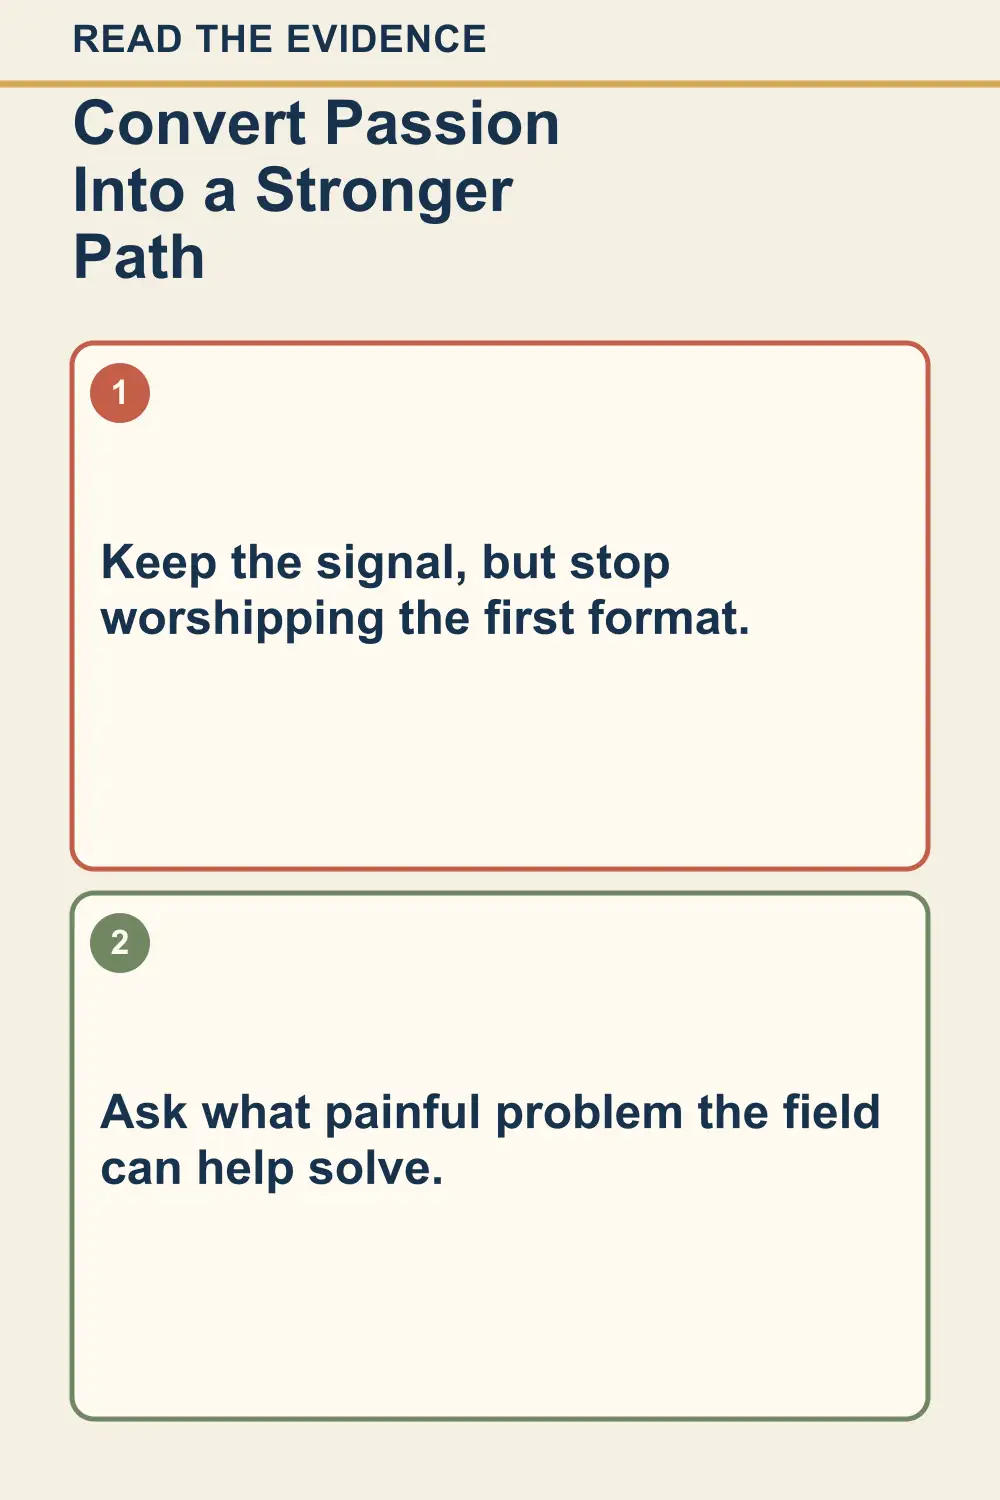 READ THE EVIDENCE
Convert Passion
Into a Stronger
Path
1
Keep the signal, but stop
worshipping the first format.
2
Ask what painful problem the field
can help solve.